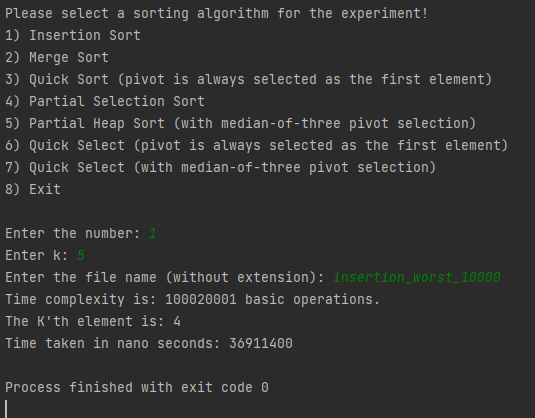 Please select a sorting algorithm for the experiment!
1) Insertion Sort
2) Merge Sort
3) Quick Sort (pivot is always selected as the first element)
4) Partial Selection Sort
5) Partial Heap Sort (with median-of-three pivot selection)
6) Quick Select (pivot is always selected as the first element)
7) Quick Select (with median-of-three pivot selection)
8) Exit
Enter the number: 1
Enter k: 5
Enter the file name (without extension): insertion_worst_10000
Time complexity is: 100020001 basic operations.
The K'th element is: 4
Time taken in nano seconds: 36911400
Process finished with exit code 0